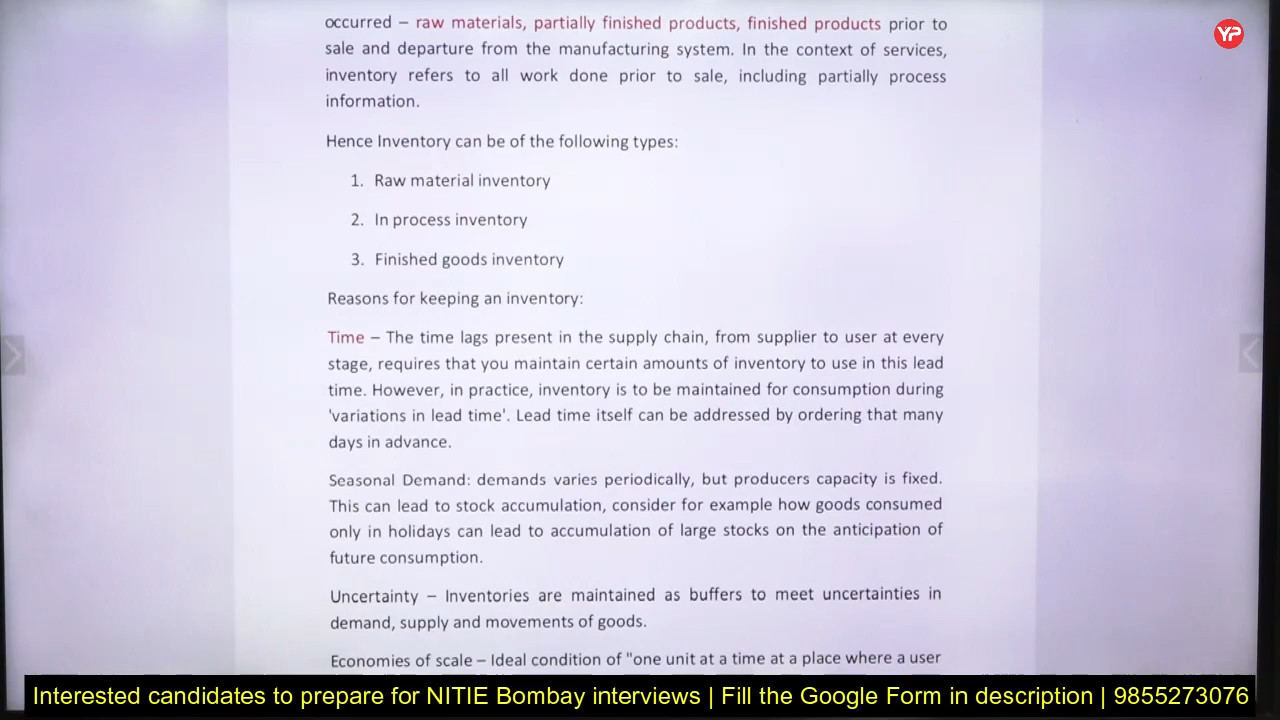 occurred – raw materials, partially finished products, finished products prior to
sale and departure from the manufacturing system. In the context of services,
inventory refers to all work done prior to sale, including partially process
information.
Hence Inventory can be of the following types:
1. Raw material inventory
2. In process inventory
3. Finished goods inventory
Reasons for keeping an inventory:
Time – The time lags present in the supply chain, from supplier to user at every
stage, requires that you maintain certain amounts of inventory to use in this lead
time. However, in practice, inventory is to be maintained for consumption during
'variations in lead time'. Lead time itself can be addressed by ordering that many
days in advance.
Seasonal Demand: demands varies periodically, but producers capacity is fixed.
This can lead to stock accumulation, consider for example how goods consumed
only in holidays can lead to accumulation of large stocks on the anticipation of
future consumption.
Uncertainty – Inventories are maintained as buffers to meet uncertainties in
demand, supply and movements of goods.
Economies of scale – Ideal condition of "one unit at a time at a place where a user
Interested candidates to prepare for NITIE Bombay interviews | Fill the Google Form in description | 9855273076
YP